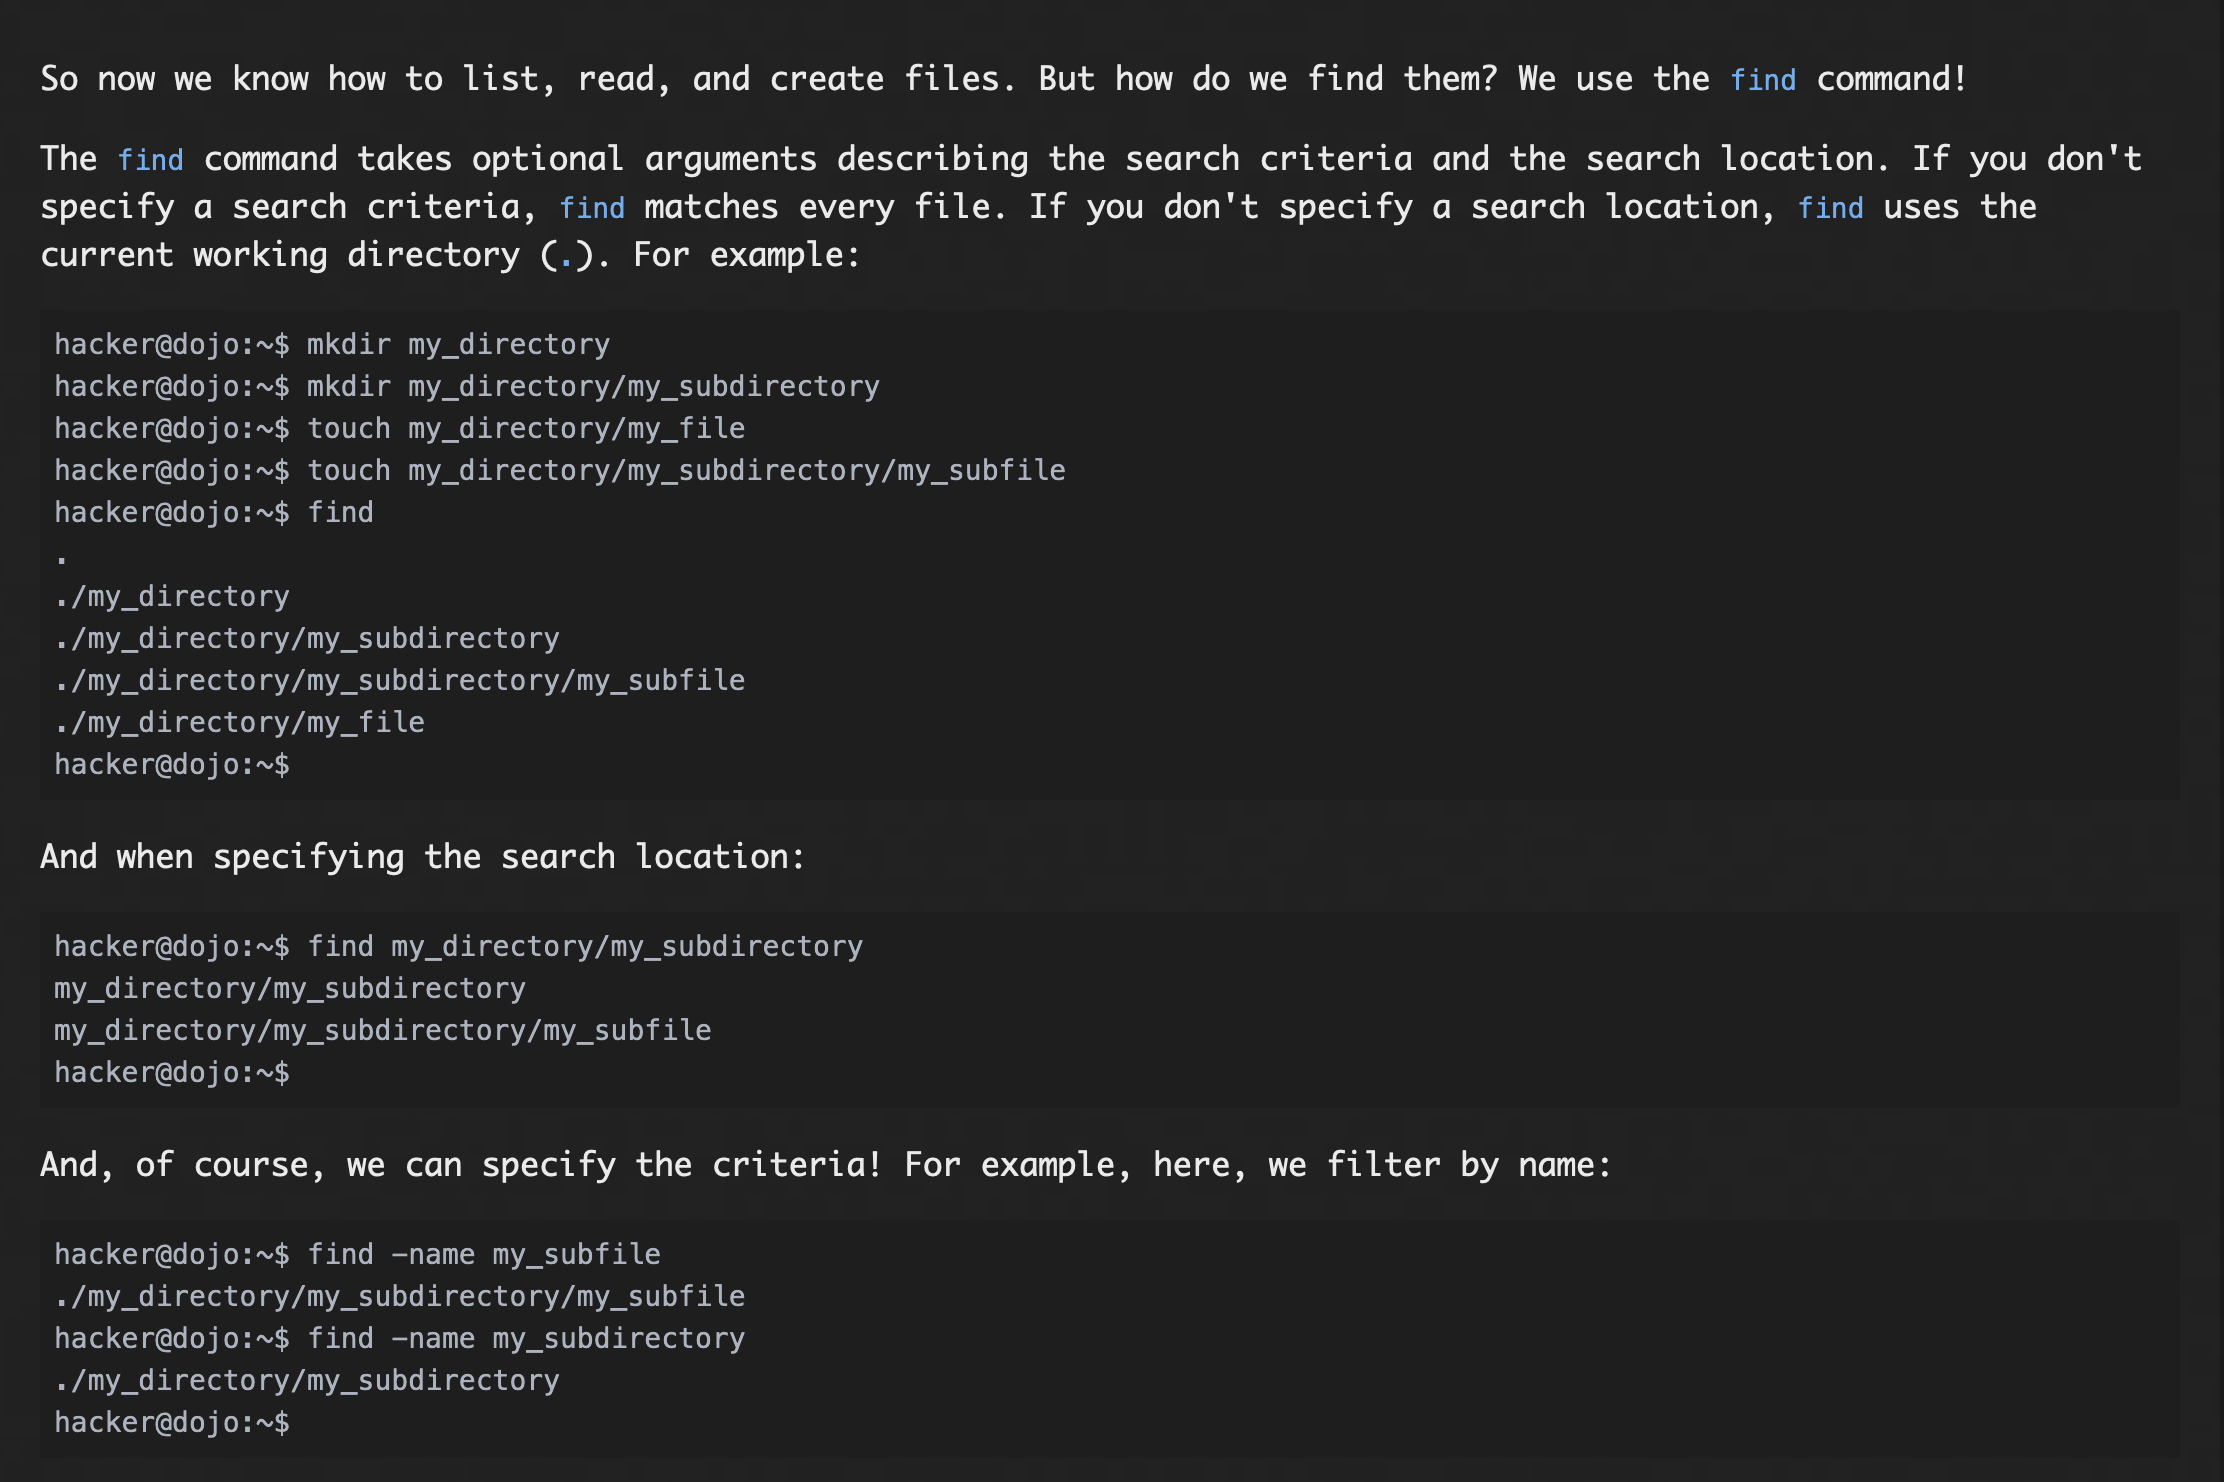 So now we know how to list, read, and create files. But how do we find them? We use the find command!
The find command takes optional arguments describing the search criteria and the search location. If you don't
specify a search criteria, find matches every file. If you don't specify a search location, find uses the
current working directory (.). For example:
hacker@dojo:~$ mkdir my_directory
hacker@dojo:~$ mkdir my_directory/my_subdirectory
hacker@dojo:~$ touch my_directory/my_file
hacker@dojo:~$ touch my_directory/my_subdirectory/my_subfile
hacker@dojo:~$ find
.
./my_directory
./my_directory/my_subdirectory
./my_directory/my_subdirectory/my_subfile
./my_directory/my_file
hacker@dojo:~$
And when specifying the search location:
hacker@dojo:~$ find my_directory/my_subdirectory
my_directory/my_subdirectory
my_directory/my_subdirectory/my_subfile
hacker@dojo:~$
And, of course, we can specify the criteria! For example, here, we filter by name:
hacker@dojo:~$ find -name my_subfile
./my_directory/my_subdirectory/my_subfile
hacker@dojo:~$ find -name my_subdirectory
./my_directory/my_subdirectory
hacker@dojo:~$